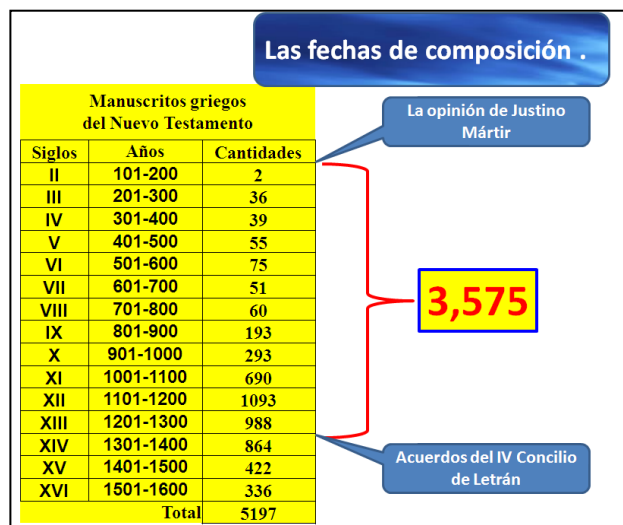 Las fechas de composición .
Manuscritos griegos
del Nuevo Testamento
Siglos Años Cantidades
II 101-200 2
III 201-300 36
IV 301-400 39
V 401-500 55
VI 501-600 75
VII 601-700 51
VIII 701-800 60
IX 801-900 193
X 901-1000 293
XI 1001-1100 690
XII 1101-1200 1093
XIII 1201-1300 988
XIV 1301-1400 864
XV 1401-1500 422
XVI 1501-1600 336
Total 5197
La opinión de Justino
Mártir
3,575
Acuerdos del IV Concilio
de Letrán